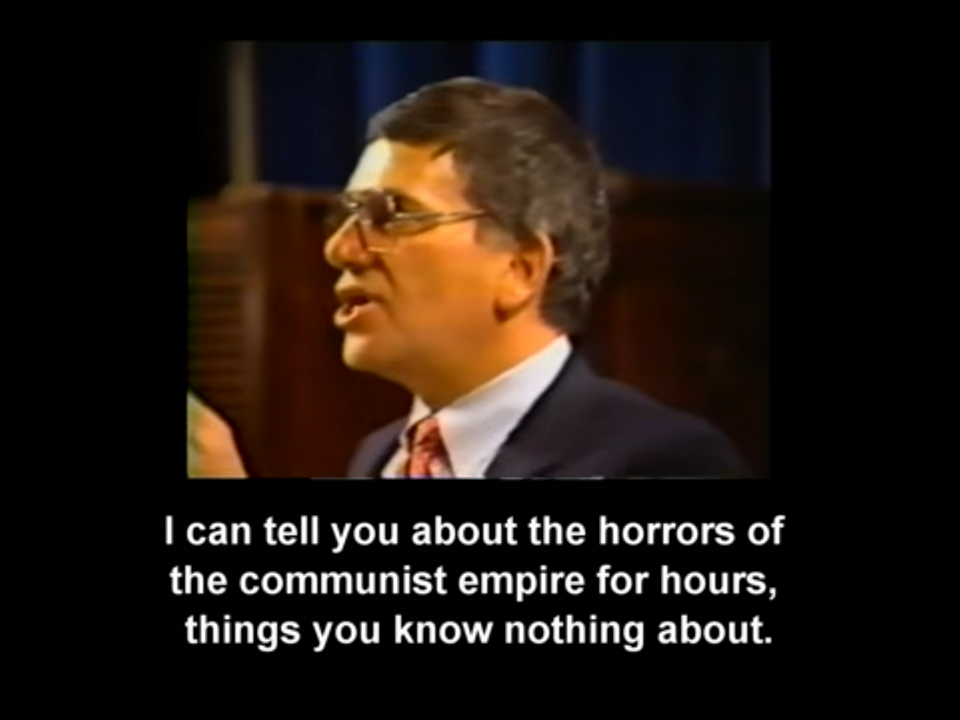 I can tell you about the horrors of
the communist empire for hours,
things you know nothing about.